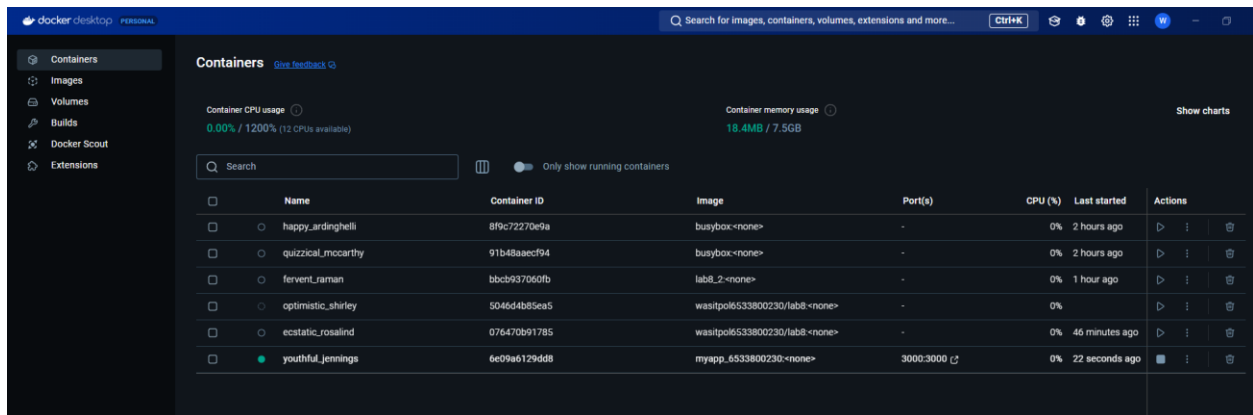 docker desktop PERSONAL Search for images, containers, volumes, extensions and more... Ctrl+K W
Containers
Images
Volumes
Builds
Docker Scout
Extensions
Containers Give feedback
Container CPU usage
0.00% / 1200% (12 CPUs available)
Container memory usage
18.4MB / 7.5GB
Show charts
Search Only show running containers
Name Container ID Image Port(s) CPU (%) Last started Actions
happy_ardinghelli 8f9c72270e9a busybox:<none> - 0% 2 hours ago
quizzical_mccarthy 91b48aaecf94 busybox:<none> - 0% 2 hours ago
fervent_raman bbcb937060fb lab8_2:<none> - 0% 1 hour ago
optimistic_shirley 5046d4b85ea5 wasitpol6533800230/lab8:<none> - 0%
ecstatic_rosalind 076470b91785 wasitpol6533800230/lab8:<none> - 0% 46 minutes ago
youthful_jennings 6e09a6129dd8 myapp_6533800230:<none> 3000:3000 0% 22 seconds ago